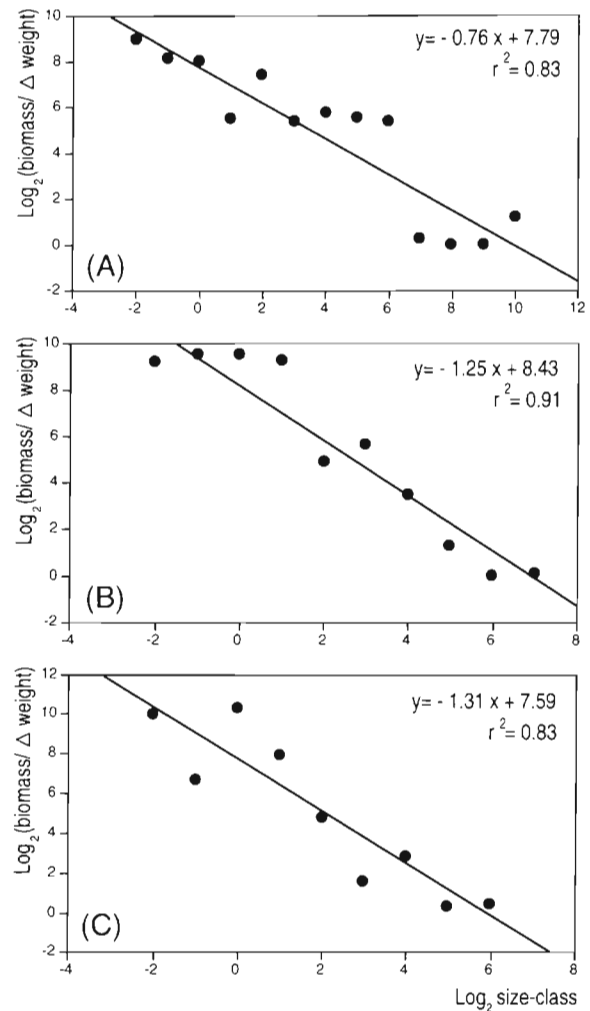 10
8
6
4
2
0
-2
Log₂(biomass/ Δ weight)
y= - 0.76 x + 7.79
r²= 0.83
(A)
-4 -2 0 2 4 6 8 10 12
10
8
6
4
2
0
-2
Log₂(biomass/ Δ weight)
y= - 1.25 x + 8.43
r²= 0.91
(B)
-4 -2 0 2 4 6 8
12
10
8
6
4
2
0
-2
Log₂(biomass/ Δ weight)
y= - 1.31 x + 7.59
r²= 0.83
(C)
-4 -2 0 2 4 6 8
Log₂ size-class